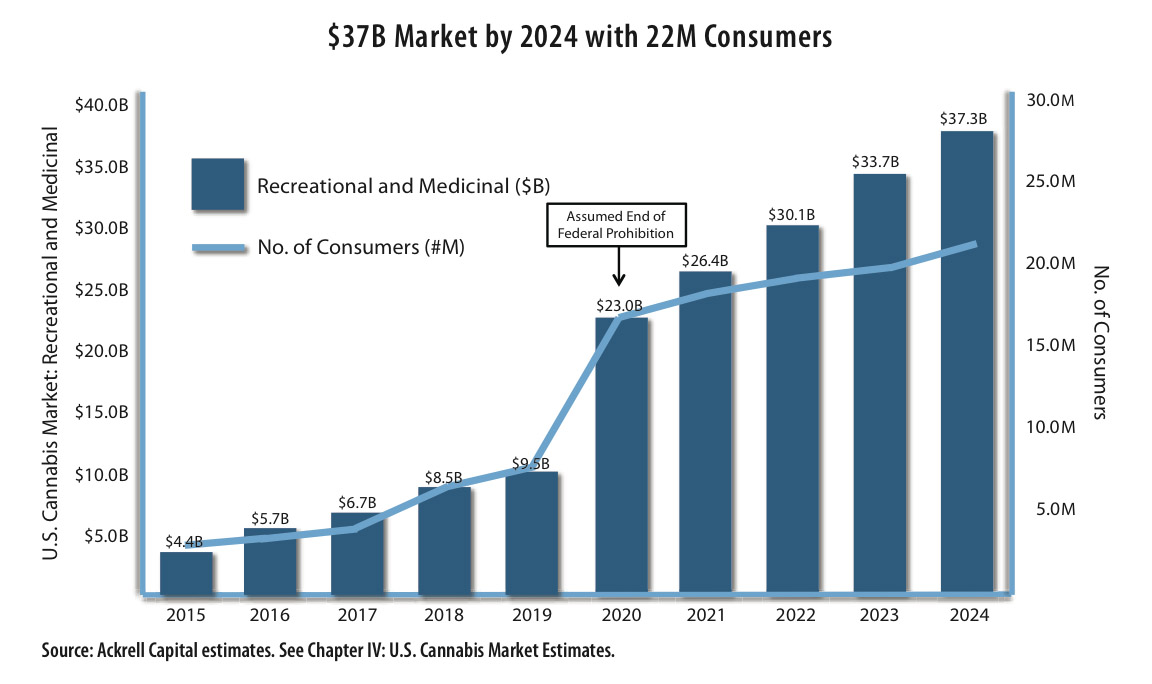 $37B Market by 2024 with 22M Consumers
U.S. Cannabis Market: Recreational and Medicinal
$40.0B
$35.0B
$30.0B
$25.0B
$20.0B
$15.0B
$10.0B
$5.0B
Recreational and Medicinal ($B)
No. of Consumers (#M)
Assumed End of
Federal Prohibition
$4.4B
$5.7B
$6.7B
$8.5B
$9.5B
$23.0B
$26.4B
$30.1B
$33.7B
$37.3B
30.0M
25.0M
20.0M
15.0M
10.0M
5.0M
No. of Consumers
2015 2016 2017 2018 2019 2020 2021 2022 2023 2024
Source: Ackrell Capital estimates. See Chapter IV: U.S. Cannabis Market Estimates.